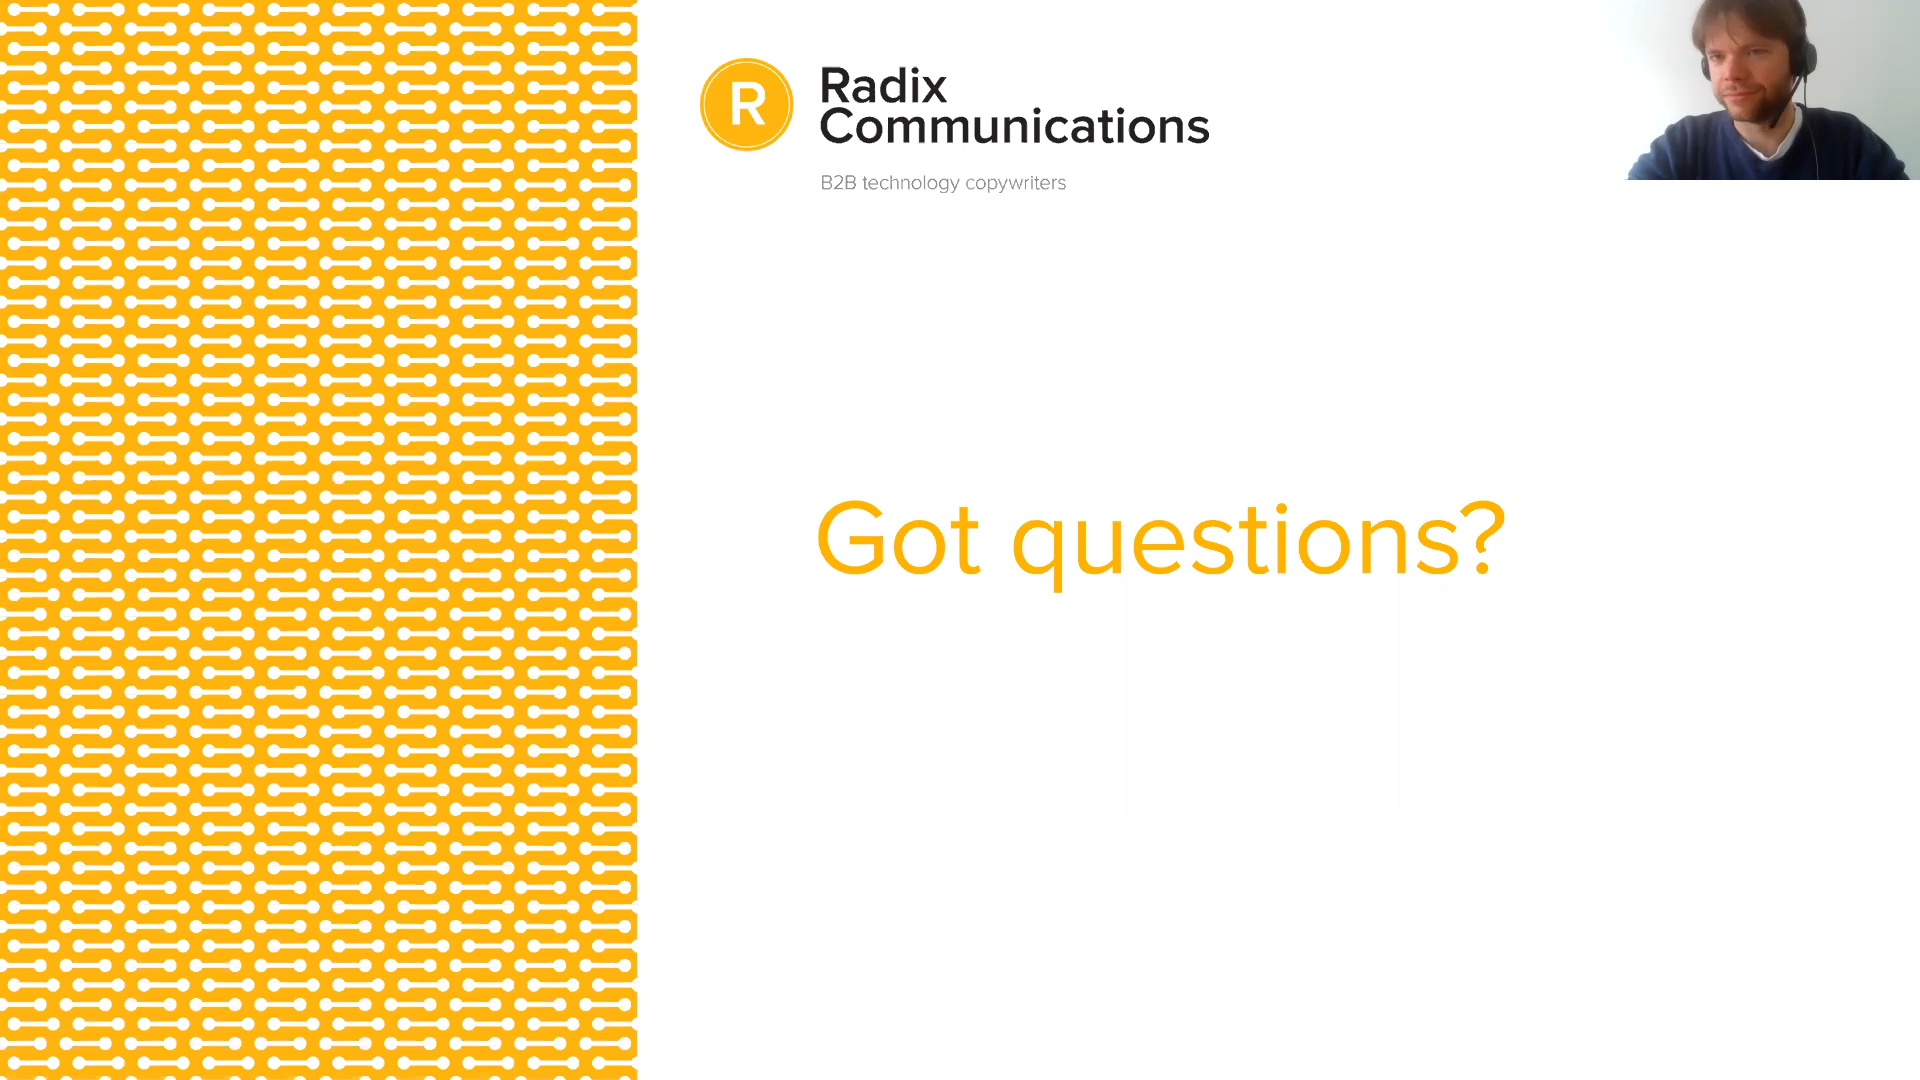 R
Radix
Communications
B2B technology copywriters
Got questions?